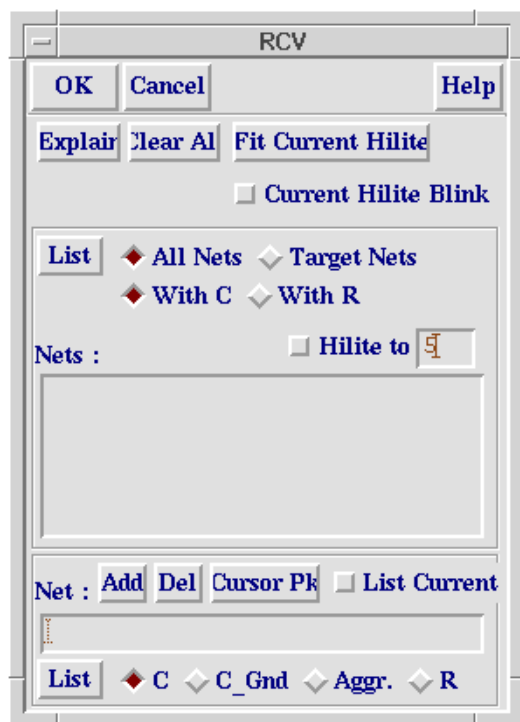 RCV
OK Cancel Help
Explain Clear Al Fit Current Hilite
Current Hilite Blink
List All Nets Target Nets
With C With R
Nets : Hilite to 5
Net : Add Del Cursor Pk List Current
List C C_Gnd Aggr. R